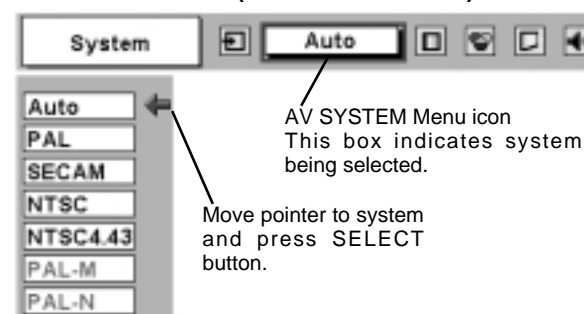 System
Auto
Auto
PAL
SECAM
NTSC
NTSC4.43
PAL-M
PAL-N
AV SYSTEM Menu icon
This box indicates system
being selected.
Move pointer to system
and press SELECT
button.